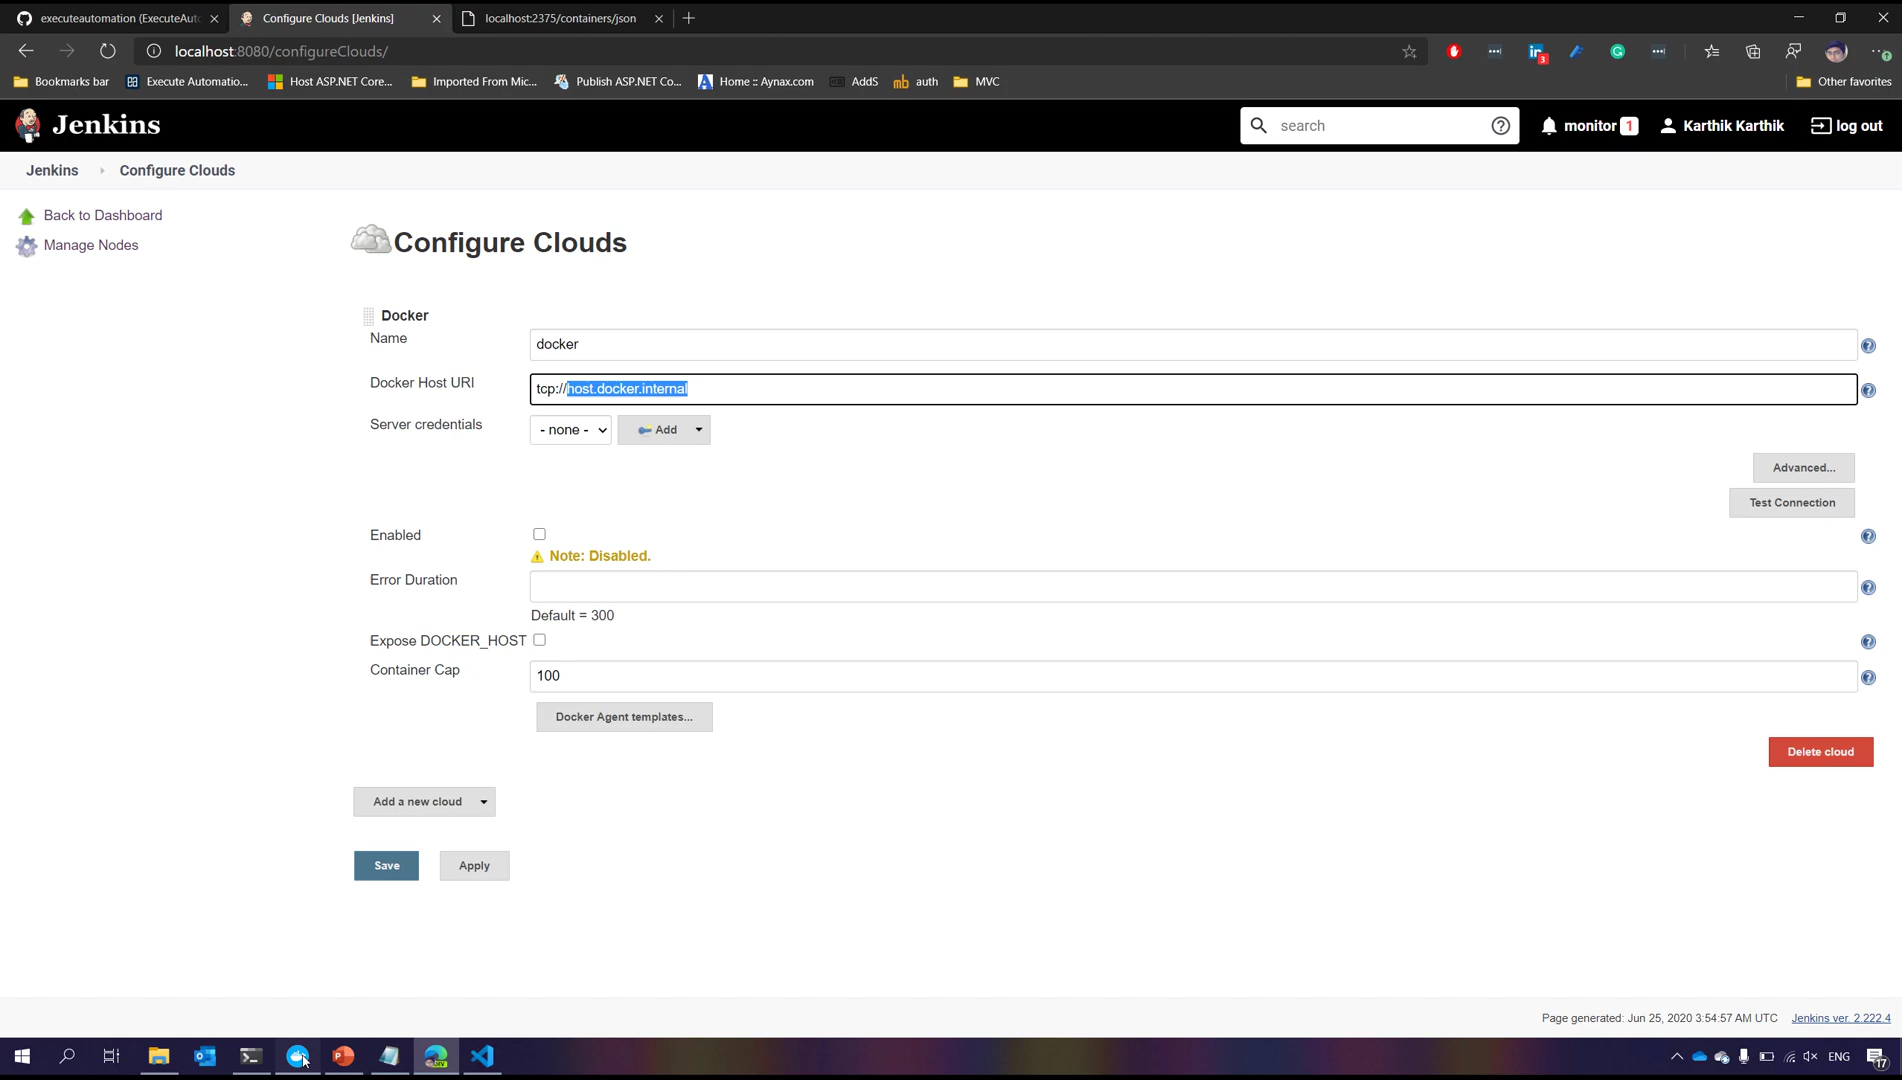 executeautomation (ExecuteAuto
Configure Clouds [Jenkins]
localhost:2375/containers/json
localhost:8080/configureClouds/
3
Bookmarks bar
Execute Automatio...
Host ASP.NET Core...
Imported From Mic...
Publish ASP.NET Co...
Home :: Aynax.com
AddS
auth
MVC
Other favorites
Jenkins
search
monitor 1
Karthik Karthik
log out
Jenkins
Configure Clouds
Back to Dashboard
Manage Nodes
Configure Clouds
Docker
Name
docker
Docker Host URI
tcp://host.docker.internal
Server credentials
- none -
Add
Advanced...
Test Connection
Enabled
Note: Disabled.
Error Duration
Default = 300
Expose DOCKER_HOST
Container Cap
100
Docker Agent templates...
Delete cloud
Add a new cloud
Save
Apply
Page generated: Jun 25, 2020 3:54:57 AM UTC
Jenkins ver. 2.222.4
ENG
17